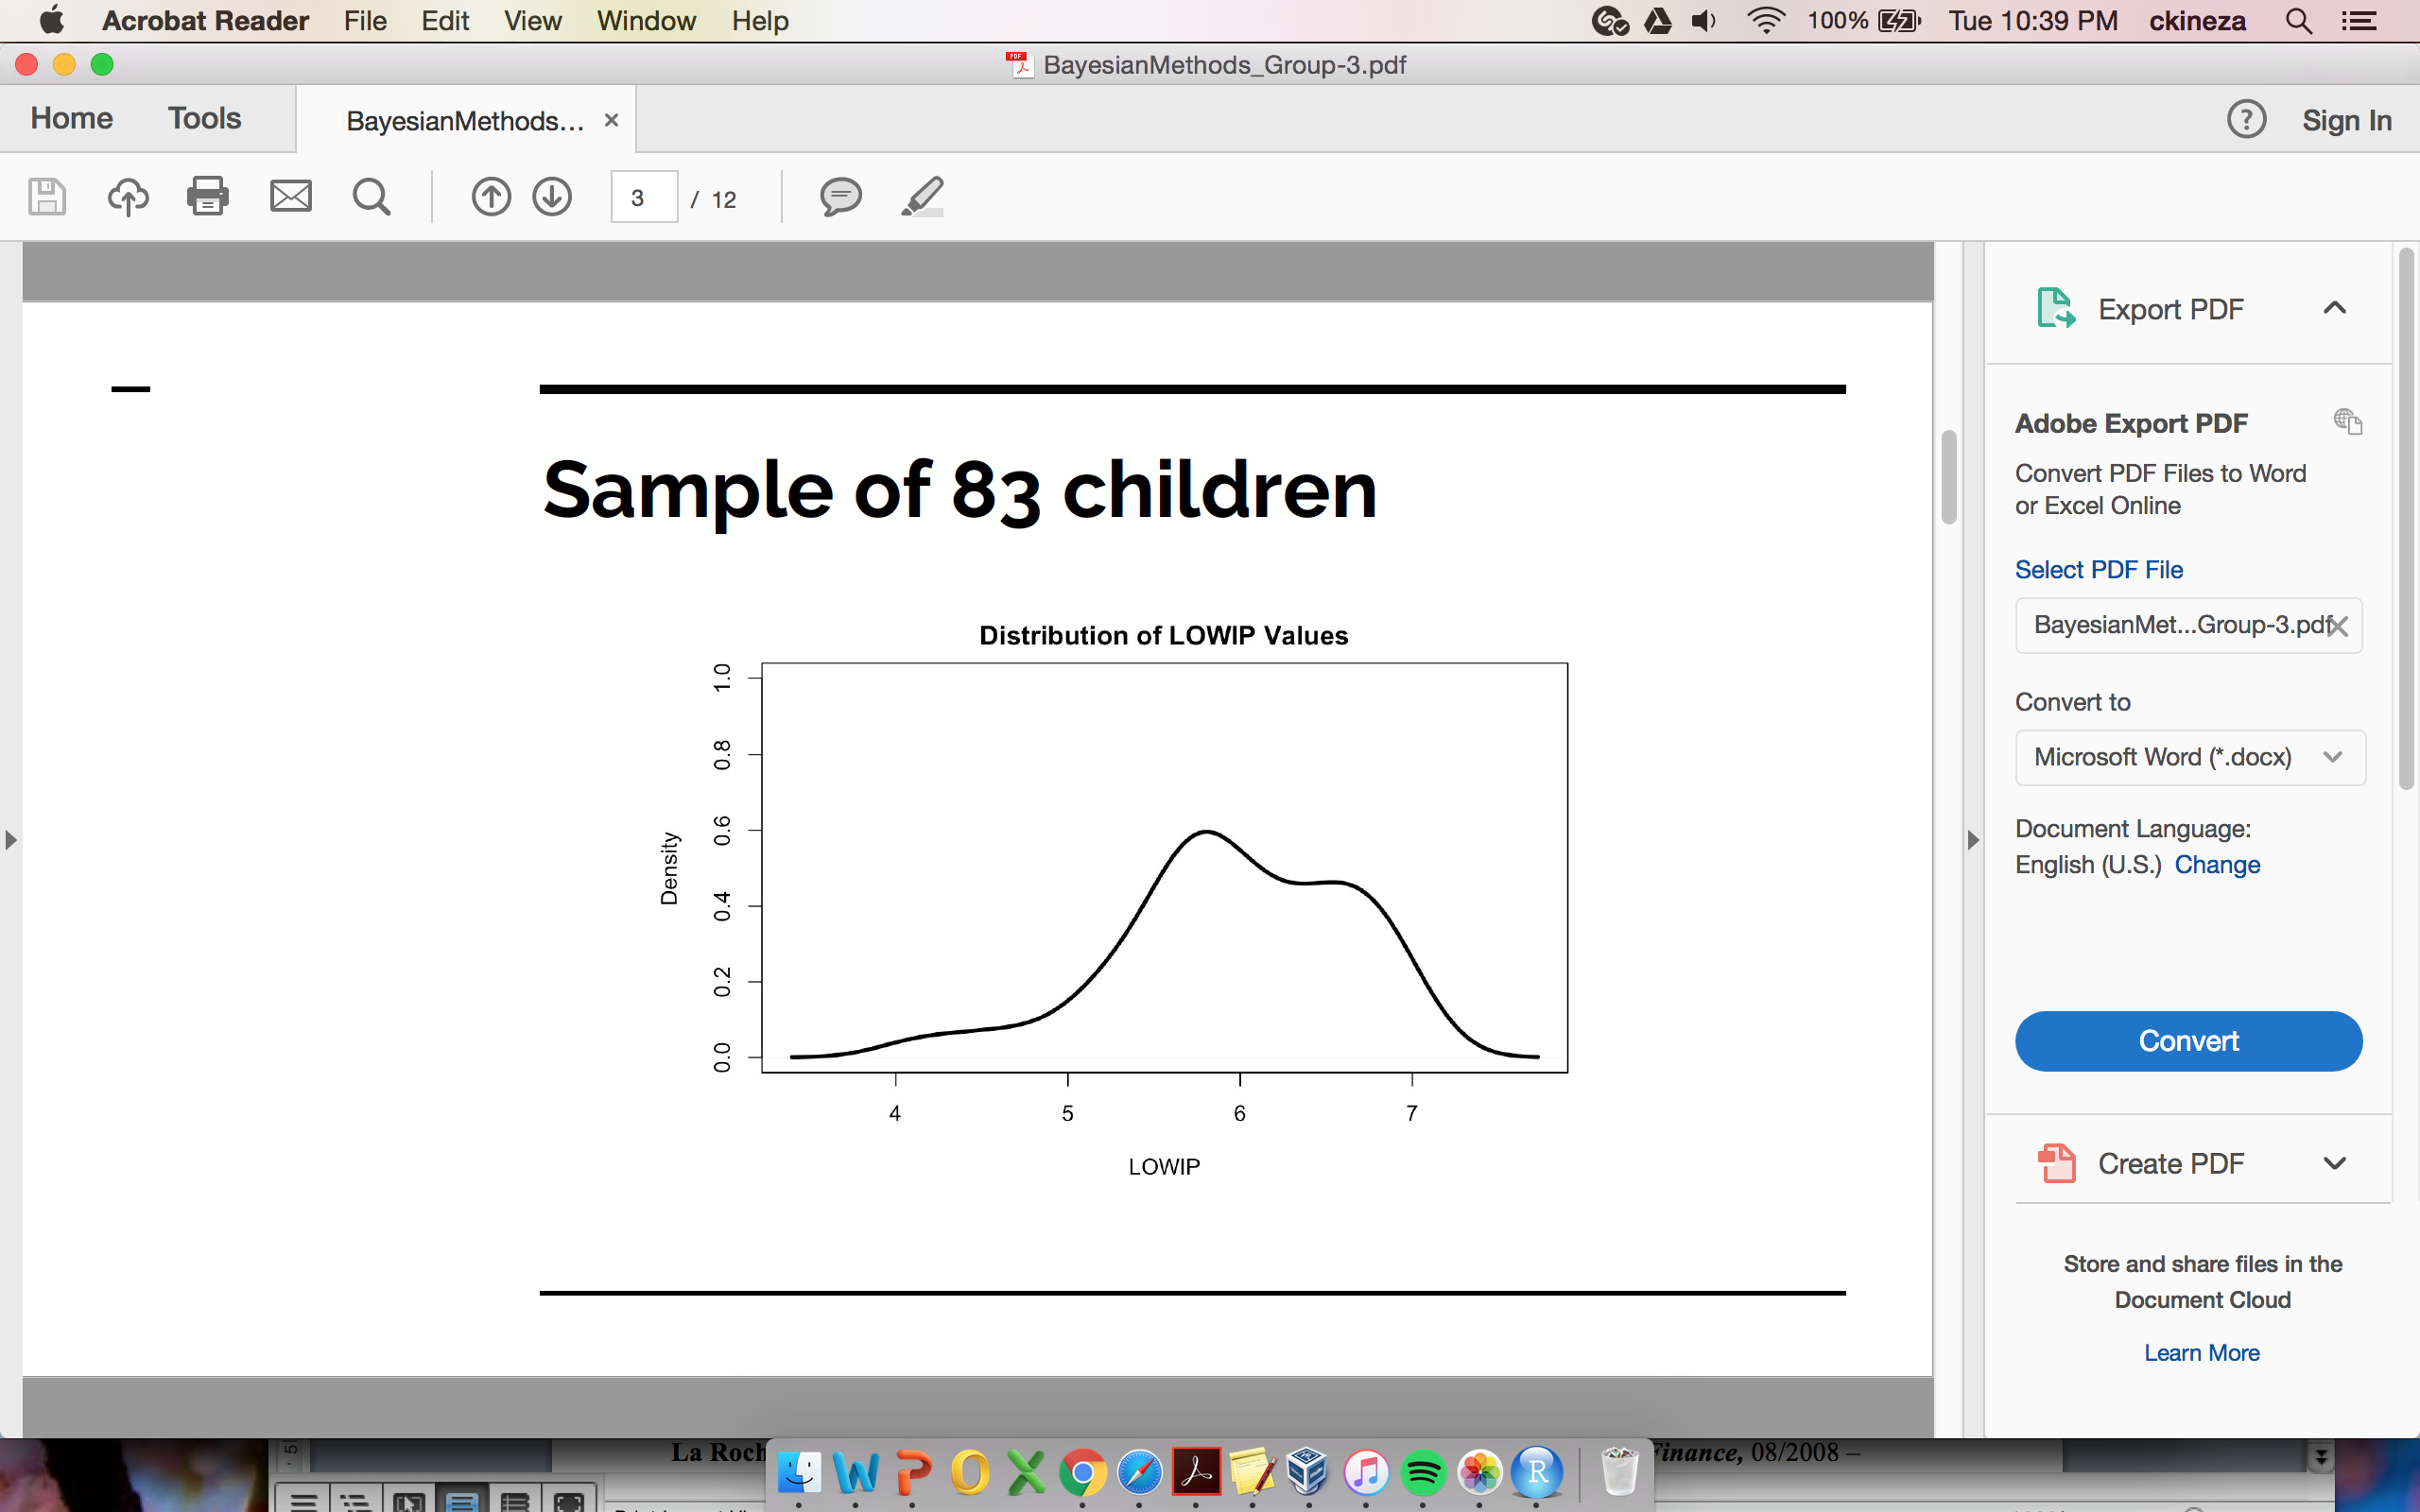 Acrobat Reader File Edit View Window Help 100% Tue 10:39 PM ckineza
BayesianMethods_Group-3.pdf
Home Tools BayesianMethods... × ? Sign In
3 / 12
Export PDF
Adobe Export PDF
Convert PDF Files to Word
or Excel Online
Select PDF File
BayesianMet...Group-3.pdf
Convert to
Microsoft Word (*.docx)
Document Language:
English (U.S.) Change
Convert
Create PDF
Store and share files in the
Document Cloud
Learn More
Sample of 83 children
Distribution of LOWIP Values
Density
1.0
0.8
0.6
0.4
0.2
0.0
4 5 6 7
LOWIP
La Roch
Finance, 08/2008 –